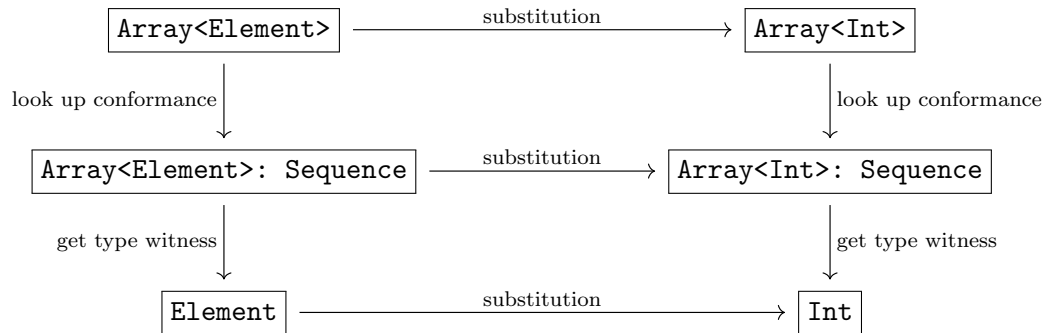 Array<Element>
substitution
Array<Int>
look up conformance
look up conformance
Array<Element>: Sequence
substitution
Array<Int>: Sequence
get type witness
get type witness
Element
substitution
Int